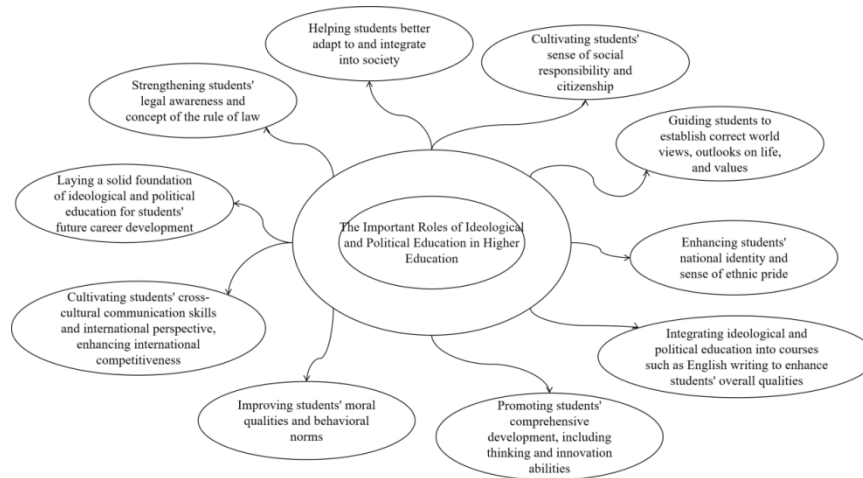 Helping students better
adapt to and integrate
into society
Cultivating students'
sense of social
responsibility and
citizenship
Strengthening students'
legal awareness and
concept of the rule of law
Guiding students to
establish correct world
views, outlooks on life,
and values
Laying a solid foundation
of ideological and political
education for students'
future career development
The Important Roles of Ideological
and Political Education in Higher
Education
Enhancing students'
national identity and
sense of ethnic pride
Cultivating students' cross-
cultural communication skills
and international perspective,
enhancing international
competitiveness
Integrating ideological and
political education into courses
such as English writing to enhance
students' overall qualities
Improving students' moral
qualities and behavioral
norms
Promoting students'
comprehensive
development, including
thinking and innovation
abilities